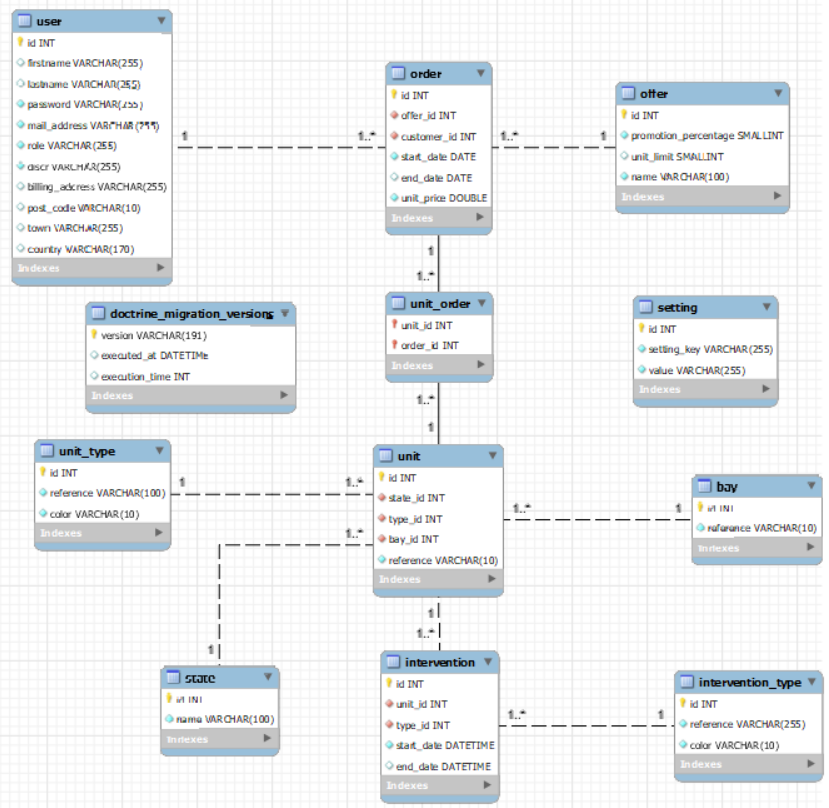 user
id INT
firstname VARCHAR(255)
lastname VARCHAR(255)
password VARCHAR(255)
mail_address VARCHAR(255)
role VARCHAR(255)
discr VARCHAR(255)
billing_address VARCHAR(255)
post_code VARCHAR(10)
town VARCHAR(255)
country VARCHAR(170)
Indexes
1
1..*
order
id INT
offer_id INT
customer_id INT
start_date DATE
end_date DATE
unit_price DOUBLE
Indexes
1..*
1
offer
id INT
promotion_percentage SMALLINT
unit_limit SMALLINT
name VARCHAR(100)
Indexes
1
1..*
doctrine_migration_versions
version VARCHAR(191)
executed_at DATETIME
execution_time INT
Indexes
unit_order
unit_id INT
order_id INT
Indexes
setting
id INT
setting_key VARCHAR(255)
value VARCHAR(255)
Indexes
1..*
1
unit_type
id INT
reference VARCHAR(100)
color VARCHAR(10)
Indexes
1
1..*
1..*
unit
id INT
state_id INT
type_id INT
bay_id INT
reference VARCHAR(10)
Indexes
1..*
1
bay
id INT
reference VARCHAR(10)
Indexes
1
1..*
1
state
id INT
name VARCHAR(100)
Indexes
intervention
id INT
unit_id INT
type_id INT
start_date DATETIME
end_date DATETIME
Indexes
1..*
1
intervention_type
id INT
reference VARCHAR(255)
color VARCHAR(10)
Indexes